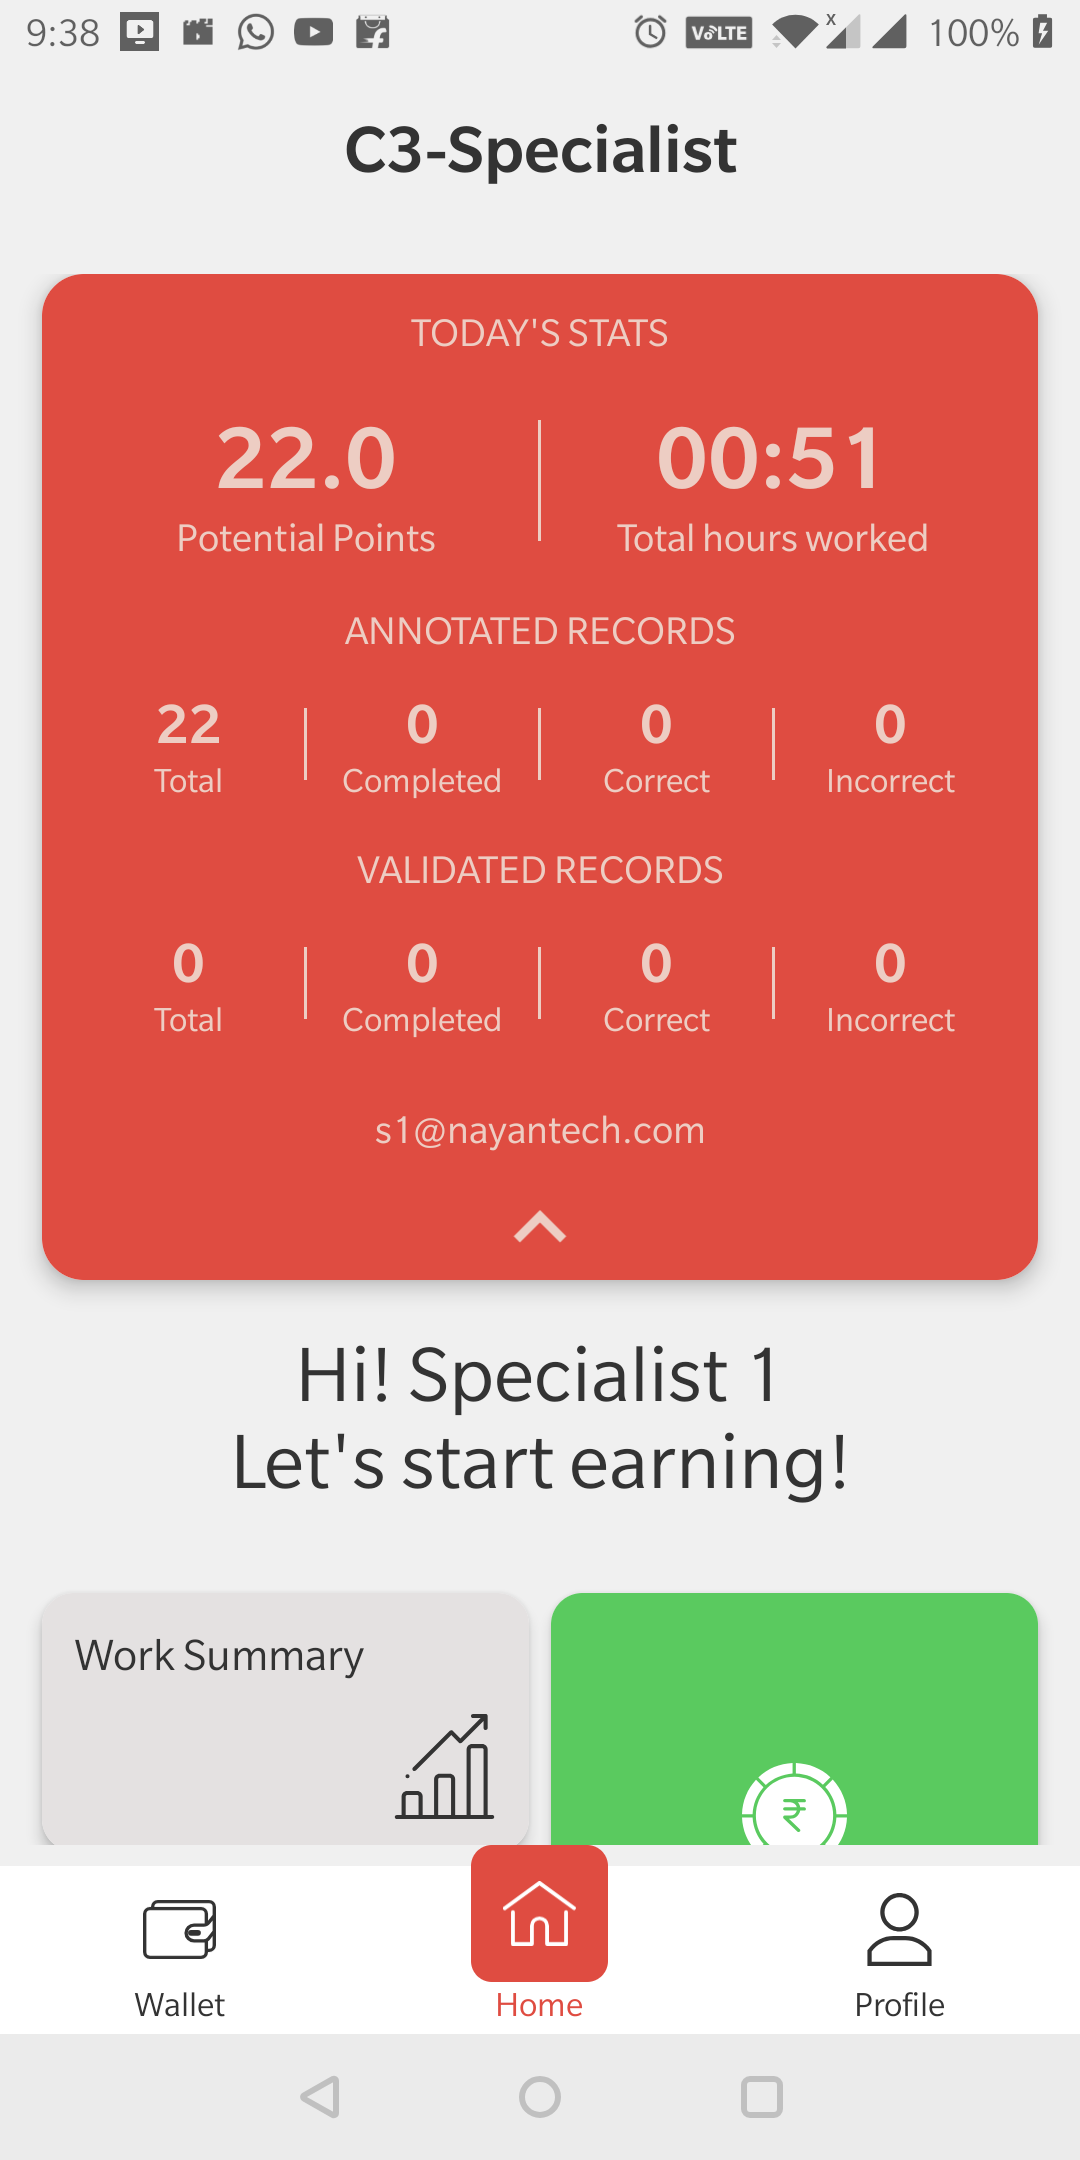 9:38
VoLTE
x
100%
C3-Specialist
TODAY'S STATS
22.0
00:51
Potential Points
Total hours worked
ANNOTATED RECORDS
22
0
0
0
Total
Completed
Correct
Incorrect
VALIDATED RECORDS
0
0
0
0
Total
Completed
Correct
Incorrect
s1@nayantech.com
Hi! Specialist 1
Let's start earning!
Work Summary
₹
Wallet
Home
Profile